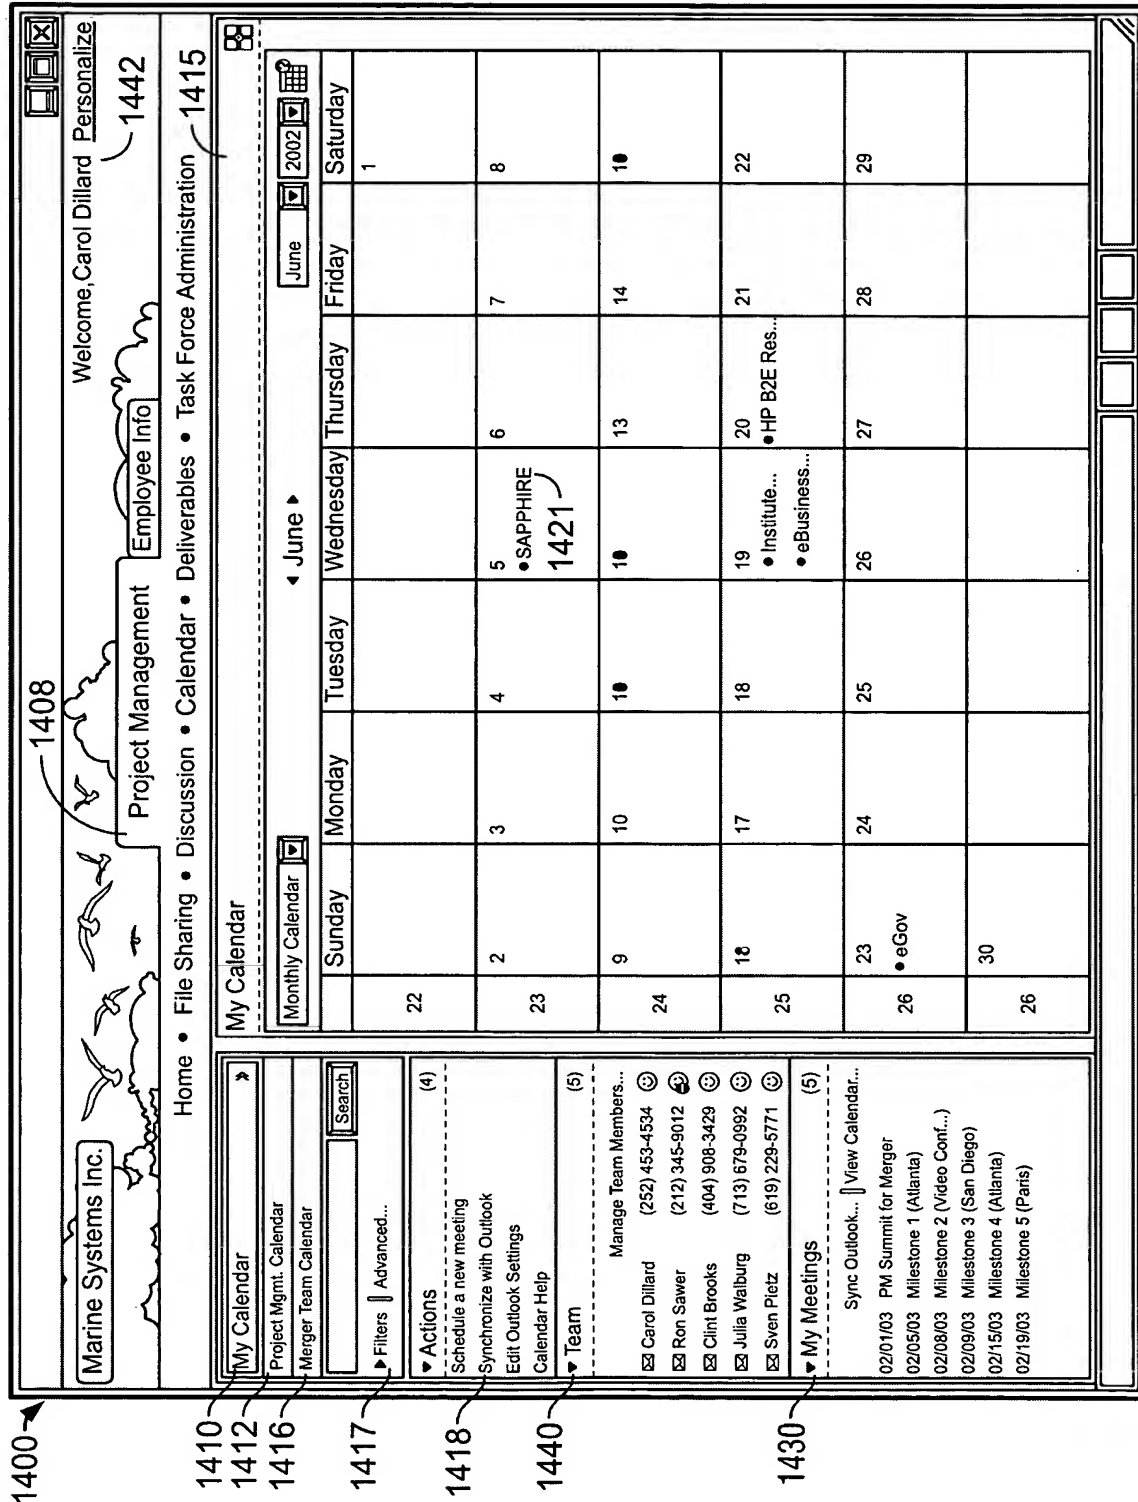 1400
1408
Welcome, Carol Dillard Personalize
1442
Marine Systems Inc.
Project Management
Employee Info
Home • File Sharing • Discussion • Calendar • Deliverables • Task Force Administration
1415
1410
My Calendar »
1412
Project Mgmt. Calendar
1416
Merger Team Calendar
Search
1417
Filters Advanced...
Actions (4)
Schedule a new meeting
1418
Synchronize with Outlook
Edit Outlook Settings
Calendar Help
1440
Team (5)
Manage Team Members...
Carol Dillard (252) 453-4534
Ron Sawer (212) 345-9012
Clint Brooks (404) 908-3429
Julia Walburg (713) 679-0992
Sven Pletz (619) 229-5771
1430
My Meetings (5)
Sync Outlook... View Calendar...
02/01/03 PM Summit for Merger
02/05/03 Milestone 1 (Atlanta)
02/08/03 Milestone 2 (Video Conf...)
02/09/03 Milestone 3 (San Diego)
02/15/03 Milestone 4 (Atlanta)
02/19/03 Milestone 5 (Paris)
My Calendar
Monthly Calendar June June 2002
Sunday Monday Tuesday Wednesday Thursday Friday Saturday
22 1
23 2 3 4 5 6 7 8
• SAPPHIRE
1421
24 9 10 13 14
25 17 18 19 20 21 22
• Institute... • HP B2E Res...
• eBusiness...
26 23 24 25 26 27 28 29
• eGov
26 30